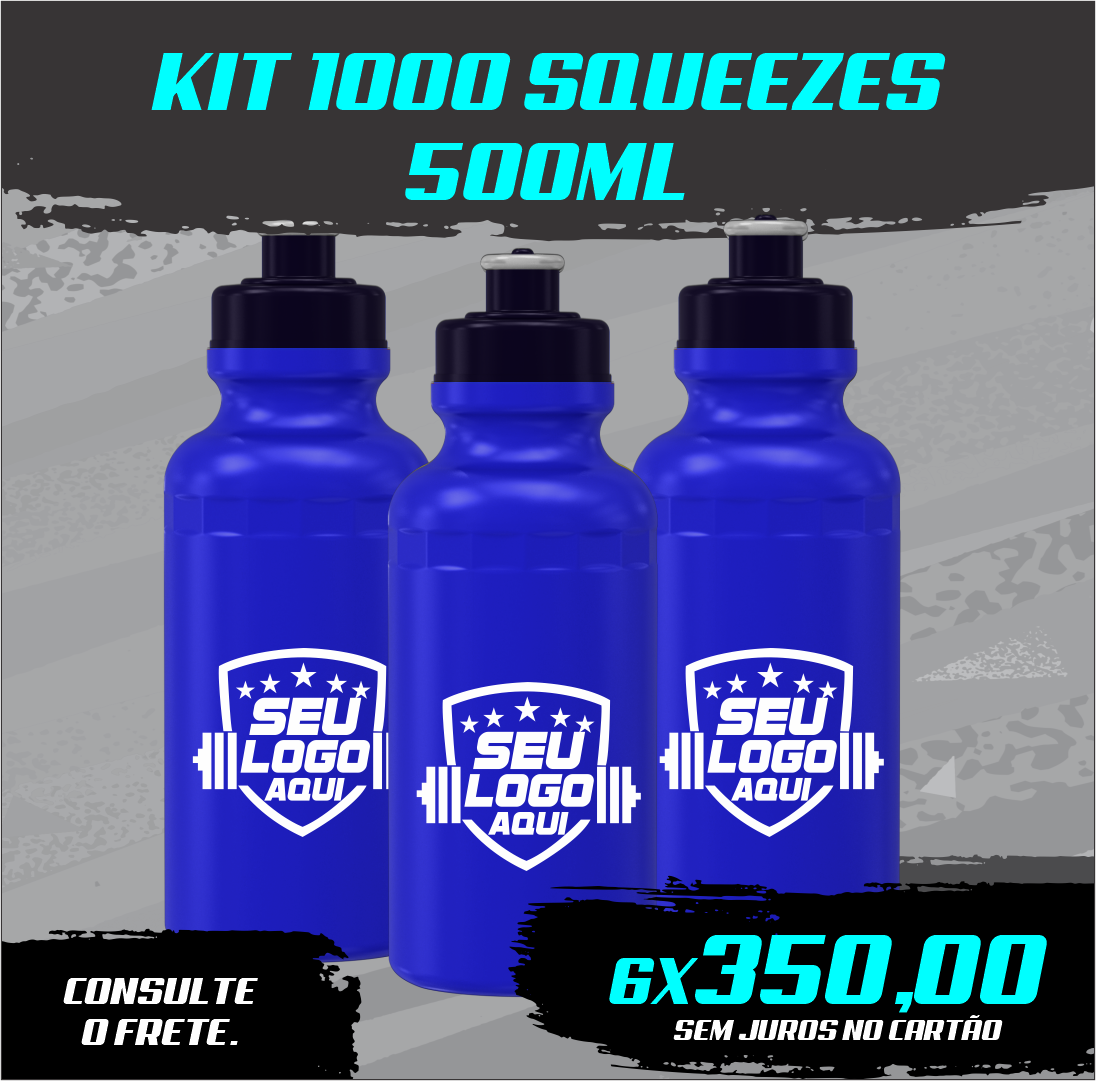 KIT 1000 SQUEEZES
500ML
SEU
LOGO
AQUI
SEU
LOGO
AQUI
SEU
LOGO
AQUI
CONSULTE
O FRETE.
6X350,00
SEM JUROS NO CARTÃO